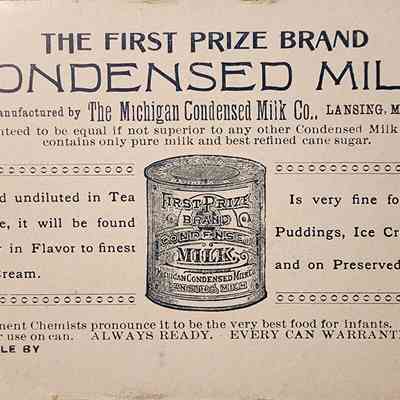 THE FIRST PRIZE BRAND
ONDENSED MIL
nufactured by The Michigan Condensed Milk Co., LANSING, M
nteed to be equal if not superior to any other Condensed Milk
contains only pure milk and best refined cane sugar.
d undiluted in Tea
e, it will be found
r in Flavor to finest
ream.
FIRST PRIZE
BRAND
CONDENSED
MILK
MICHIGAN CONDENSED MILK Co
LANSING, MICH
Is very fine fo
Puddings, Ice Cr
and on Preserved
nent Chemists pronounce it to be the very best food for infants.
r use on can. ALWAYS READY. EVERY CAN WARRANTE
LE BY